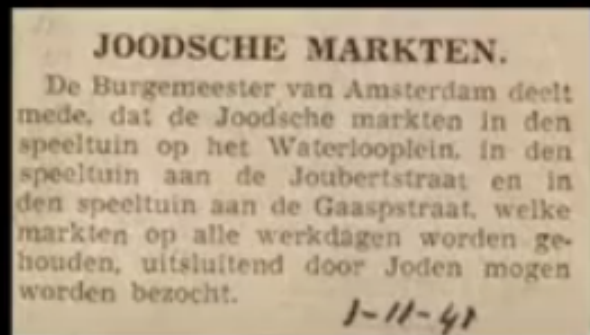 JOODSCHE MARKTEN.
De Burgemeester van Amsterdam deelt
mede, dat de Joodsche markten in den
speeltuin op het Waterlooplein, in den
speeltuin aan de Joubertstraat en in
den speeltuin aan de Gaaspstraat, welke
markten op alle werkdagen worden ge-
houden, uitsluitend door Joden mogen
worden bezocht.
1-11-41